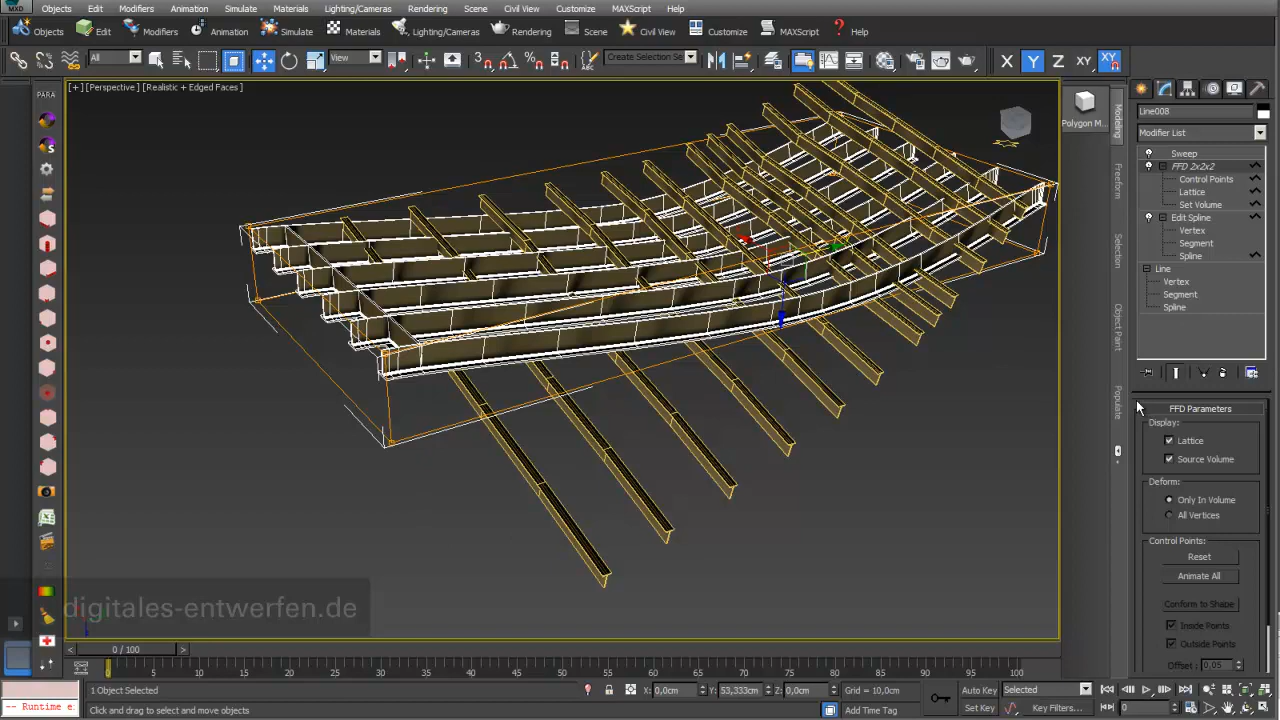 MXD
Objects Edit Modifiers Animation Simulate Materials Lighting/Cameras Rendering Scene Civil View Customize MAXScript Help
Objects Edit Modifiers Animation Simulate Materials Lighting/Cameras Rendering Scene Civil View Customize MAXScript Help
All View 3 Create Selection Se X Y Z XY XY
[+] [Perspective] [Realistic + Edged Faces]
PARA
S
Polygon M...
Modeling
Freeform
Selection
Object Paint
Populate
Line008
Modifier List
Sweep
FFD 2x2x2
Control Points
Lattice
Set Volume
Edit Spline
Vertex
Segment
Spline
Line
Vertex
Segment
Spline
FFD Parameters
Display:
Lattice
Source Volume
Deform:
Only In Volume
All Vertices
Control Points:
Reset
Animate All
Conform to Shape
Inside Points
Outside Points
Offset : 0,05
digitales-entwerfen.de
< 0 / 100 >
0 5 10 15 20 25 30 35 40 45 50 55 60 65 70 75 80 85 90 95 100
1 Object Selected X: 0,0cm Y: 53,333cm Z: 0,0cm Grid = 10,0cm Auto Key Selected
-- Runtime e: Click and drag to select and move objects Add Time Tag Set Key Key Filters... 0